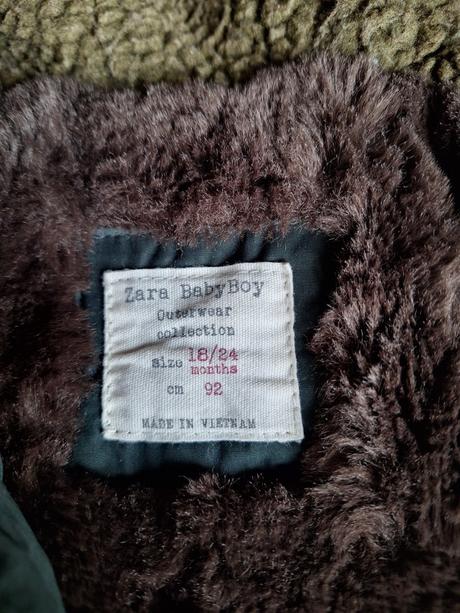 Zara BabyBoy
Outerwear
collection
size 18/24
months
cm 92
MADE IN VIETNAM